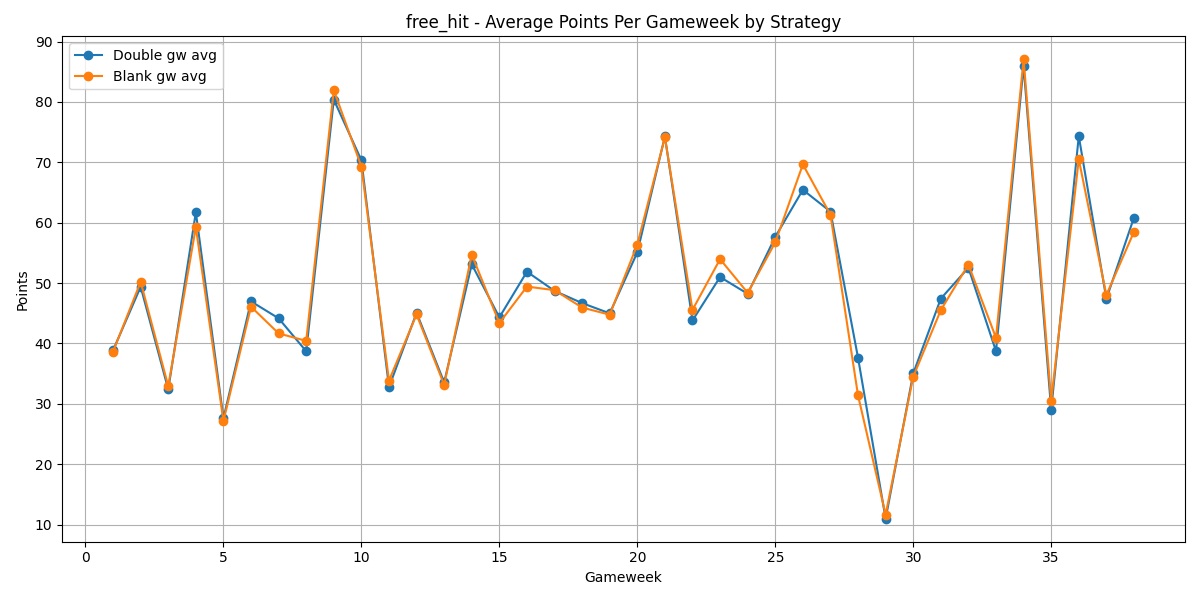 free_hit - Average Points Per Gameweek by Strategy
Double gw avg
Blank gw avg
Points
90
80
70
60
50
40
30
20
10
0 5 10 15 20 25 30 35
Gameweek